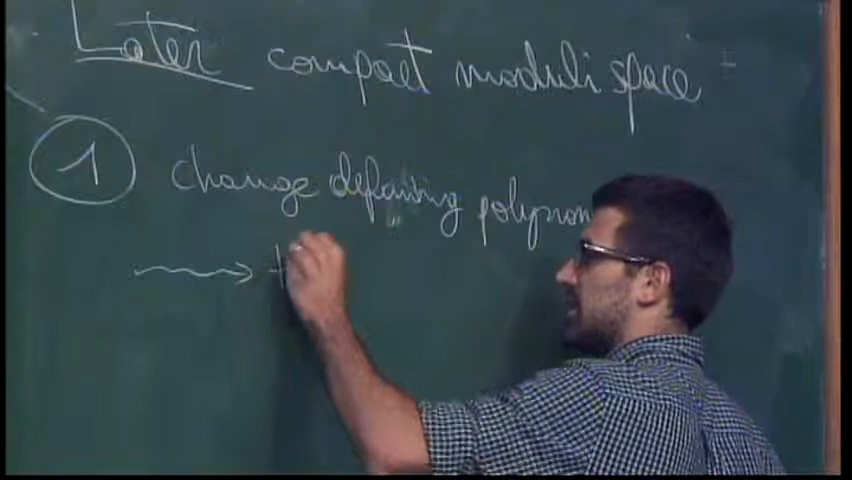 Later compact moduli space =
1 change defining polynom